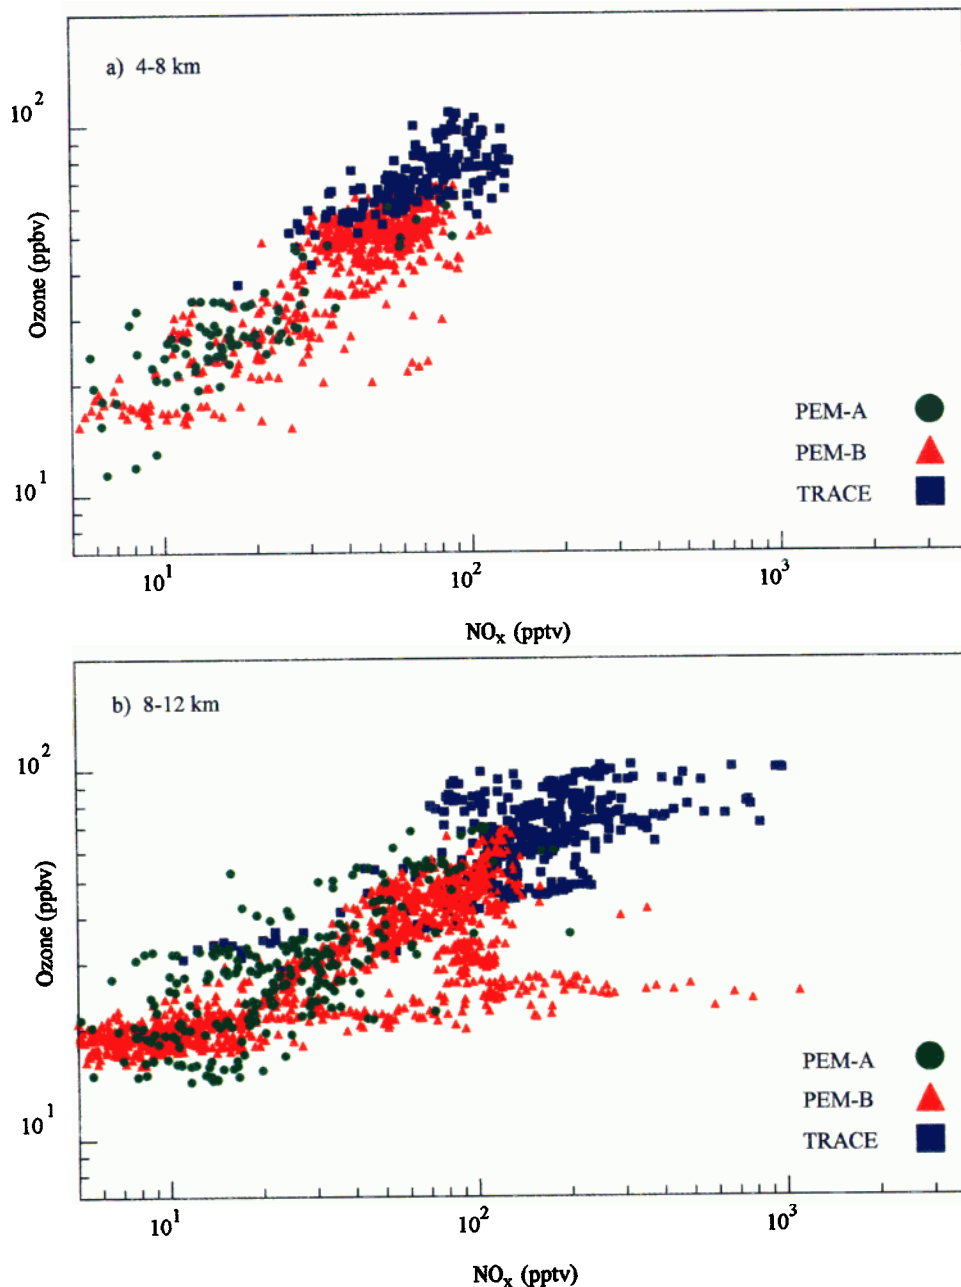 a) 4-8 km
10²
Ozone (ppbv)
10¹
PEM-A
PEM-B
TRACE
10¹ 10² 10³
NOₓ (pptv)
b) 8-12 km
10²
Ozone (ppbv)
10¹
PEM-A
PEM-B
TRACE
10¹ 10² 10³
NOₓ (pptv)